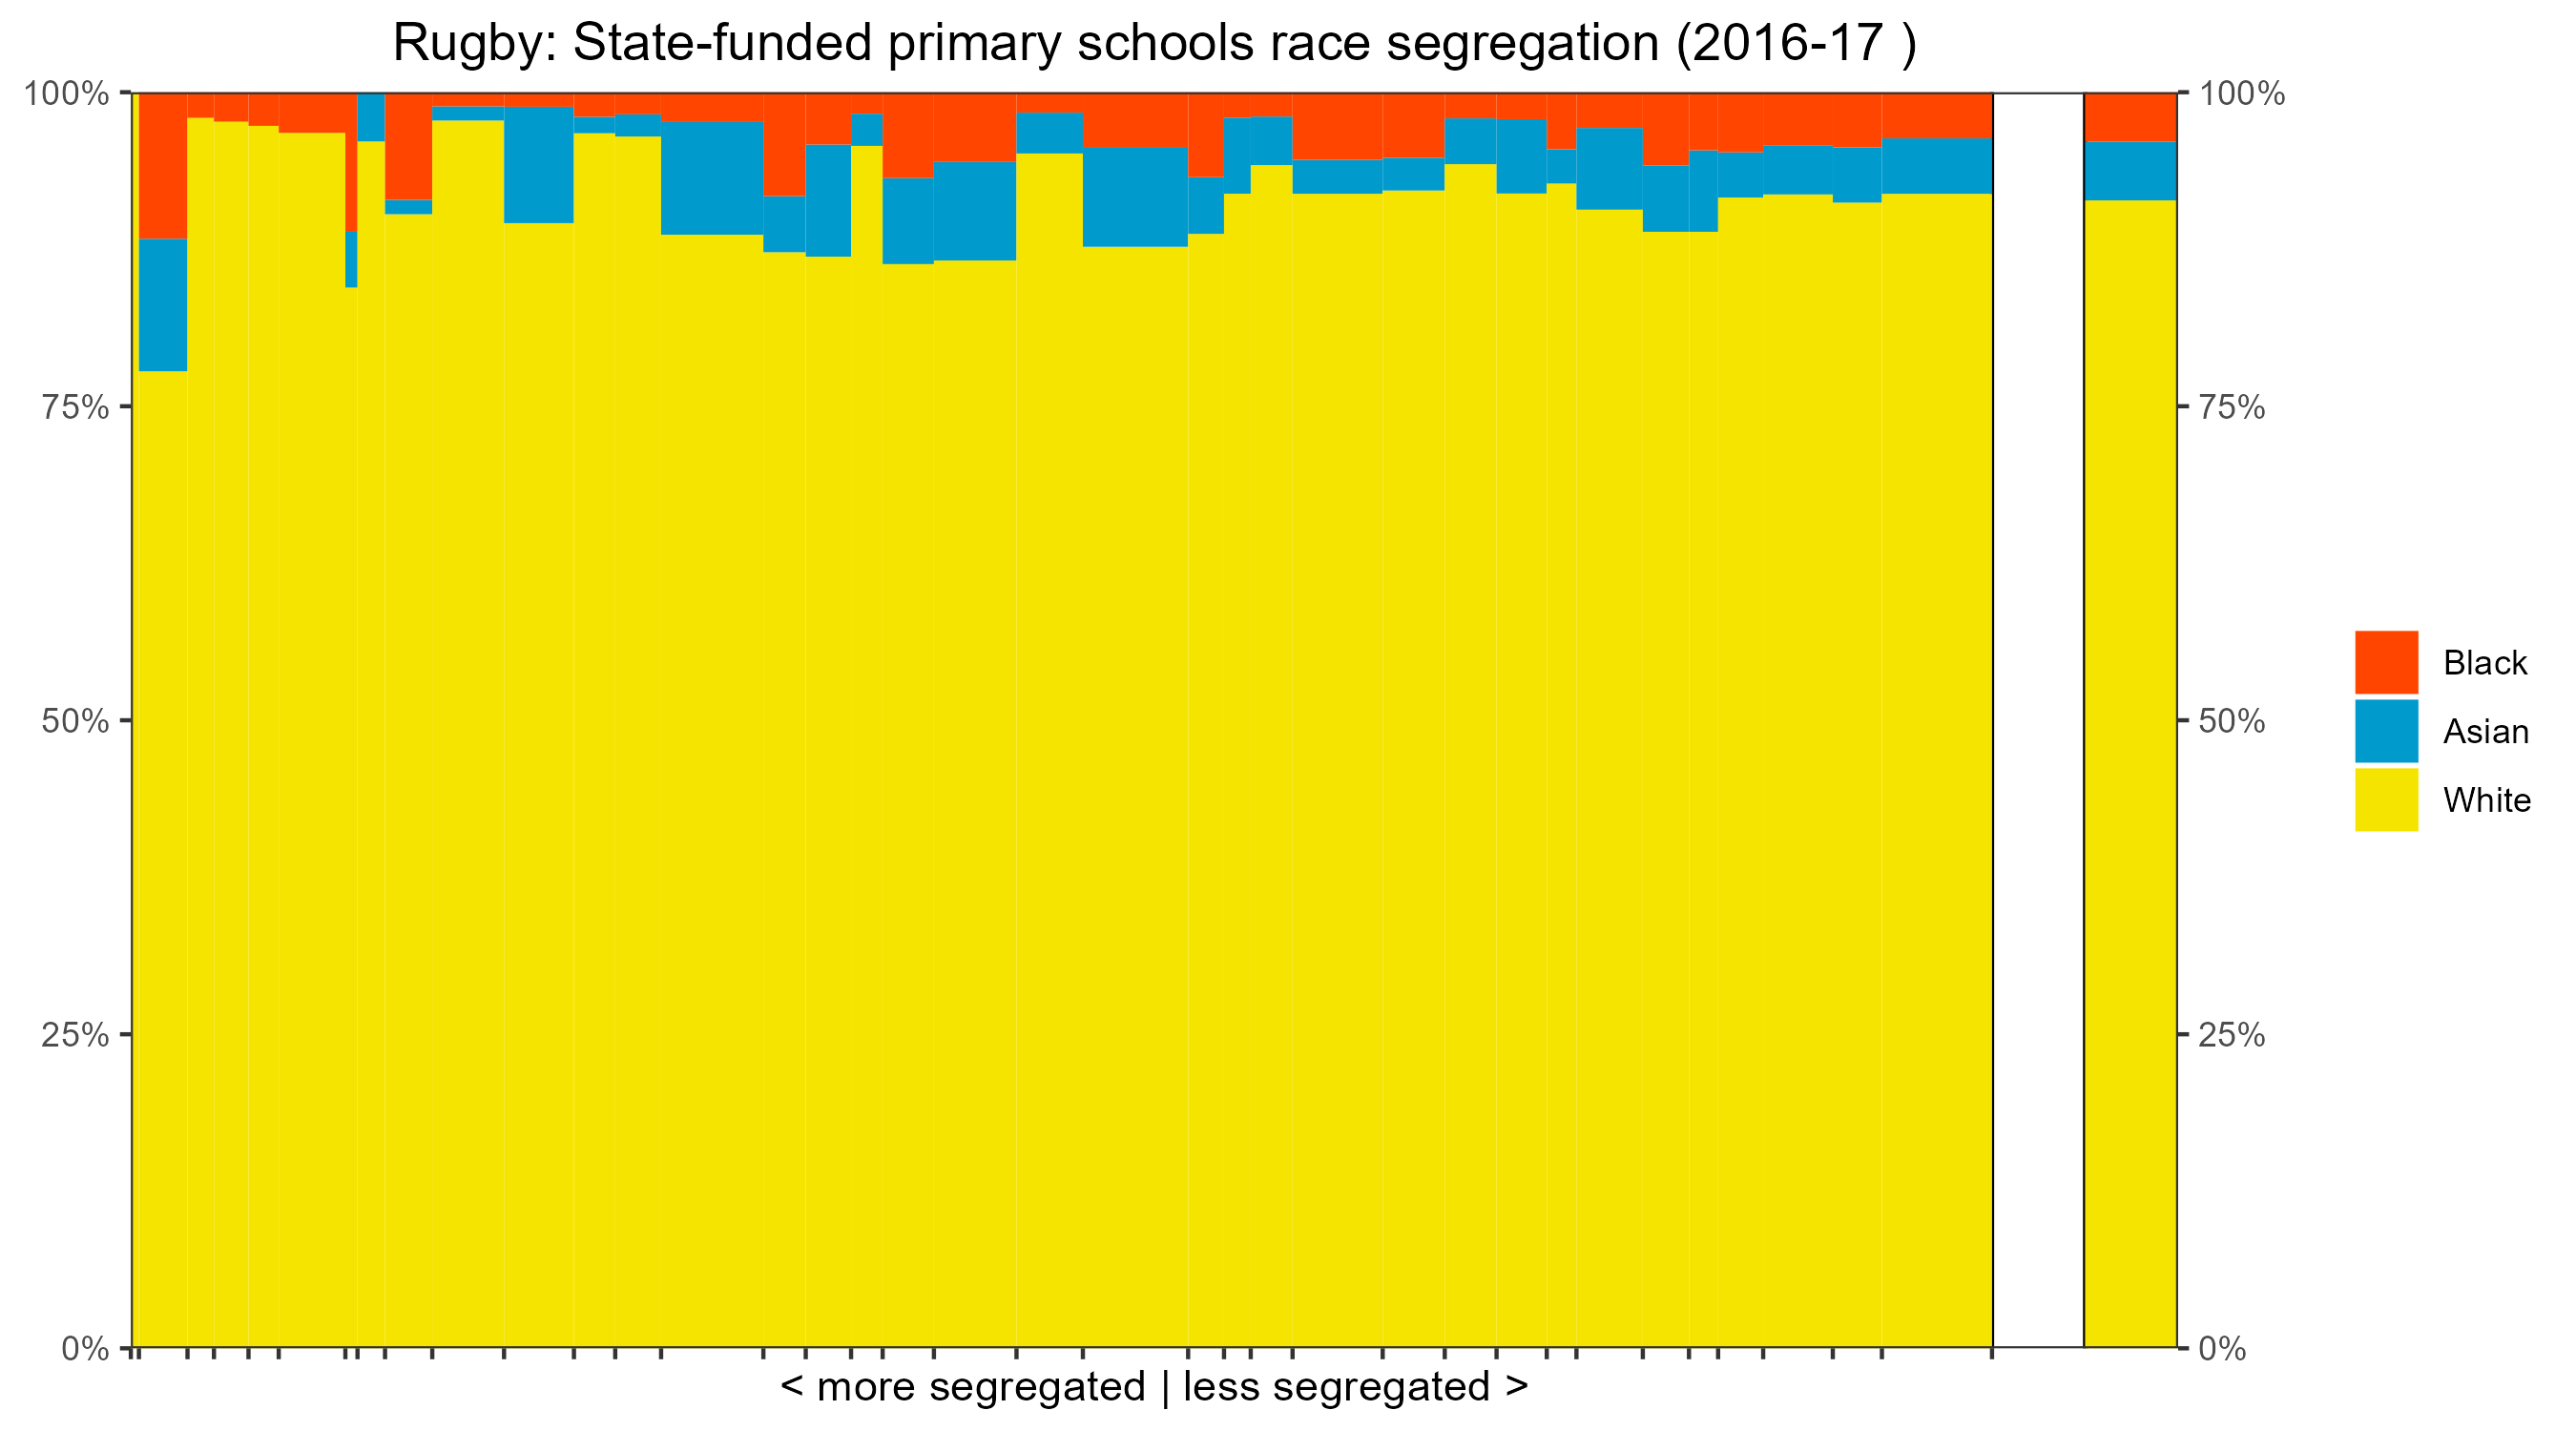 Rugby: State-funded primary schools race segregation (2016-17 )
100%
100%
75%
75%
50%
50%
25%
25%
0%
0%
Black
Asian
White
< more segregated | less segregated >